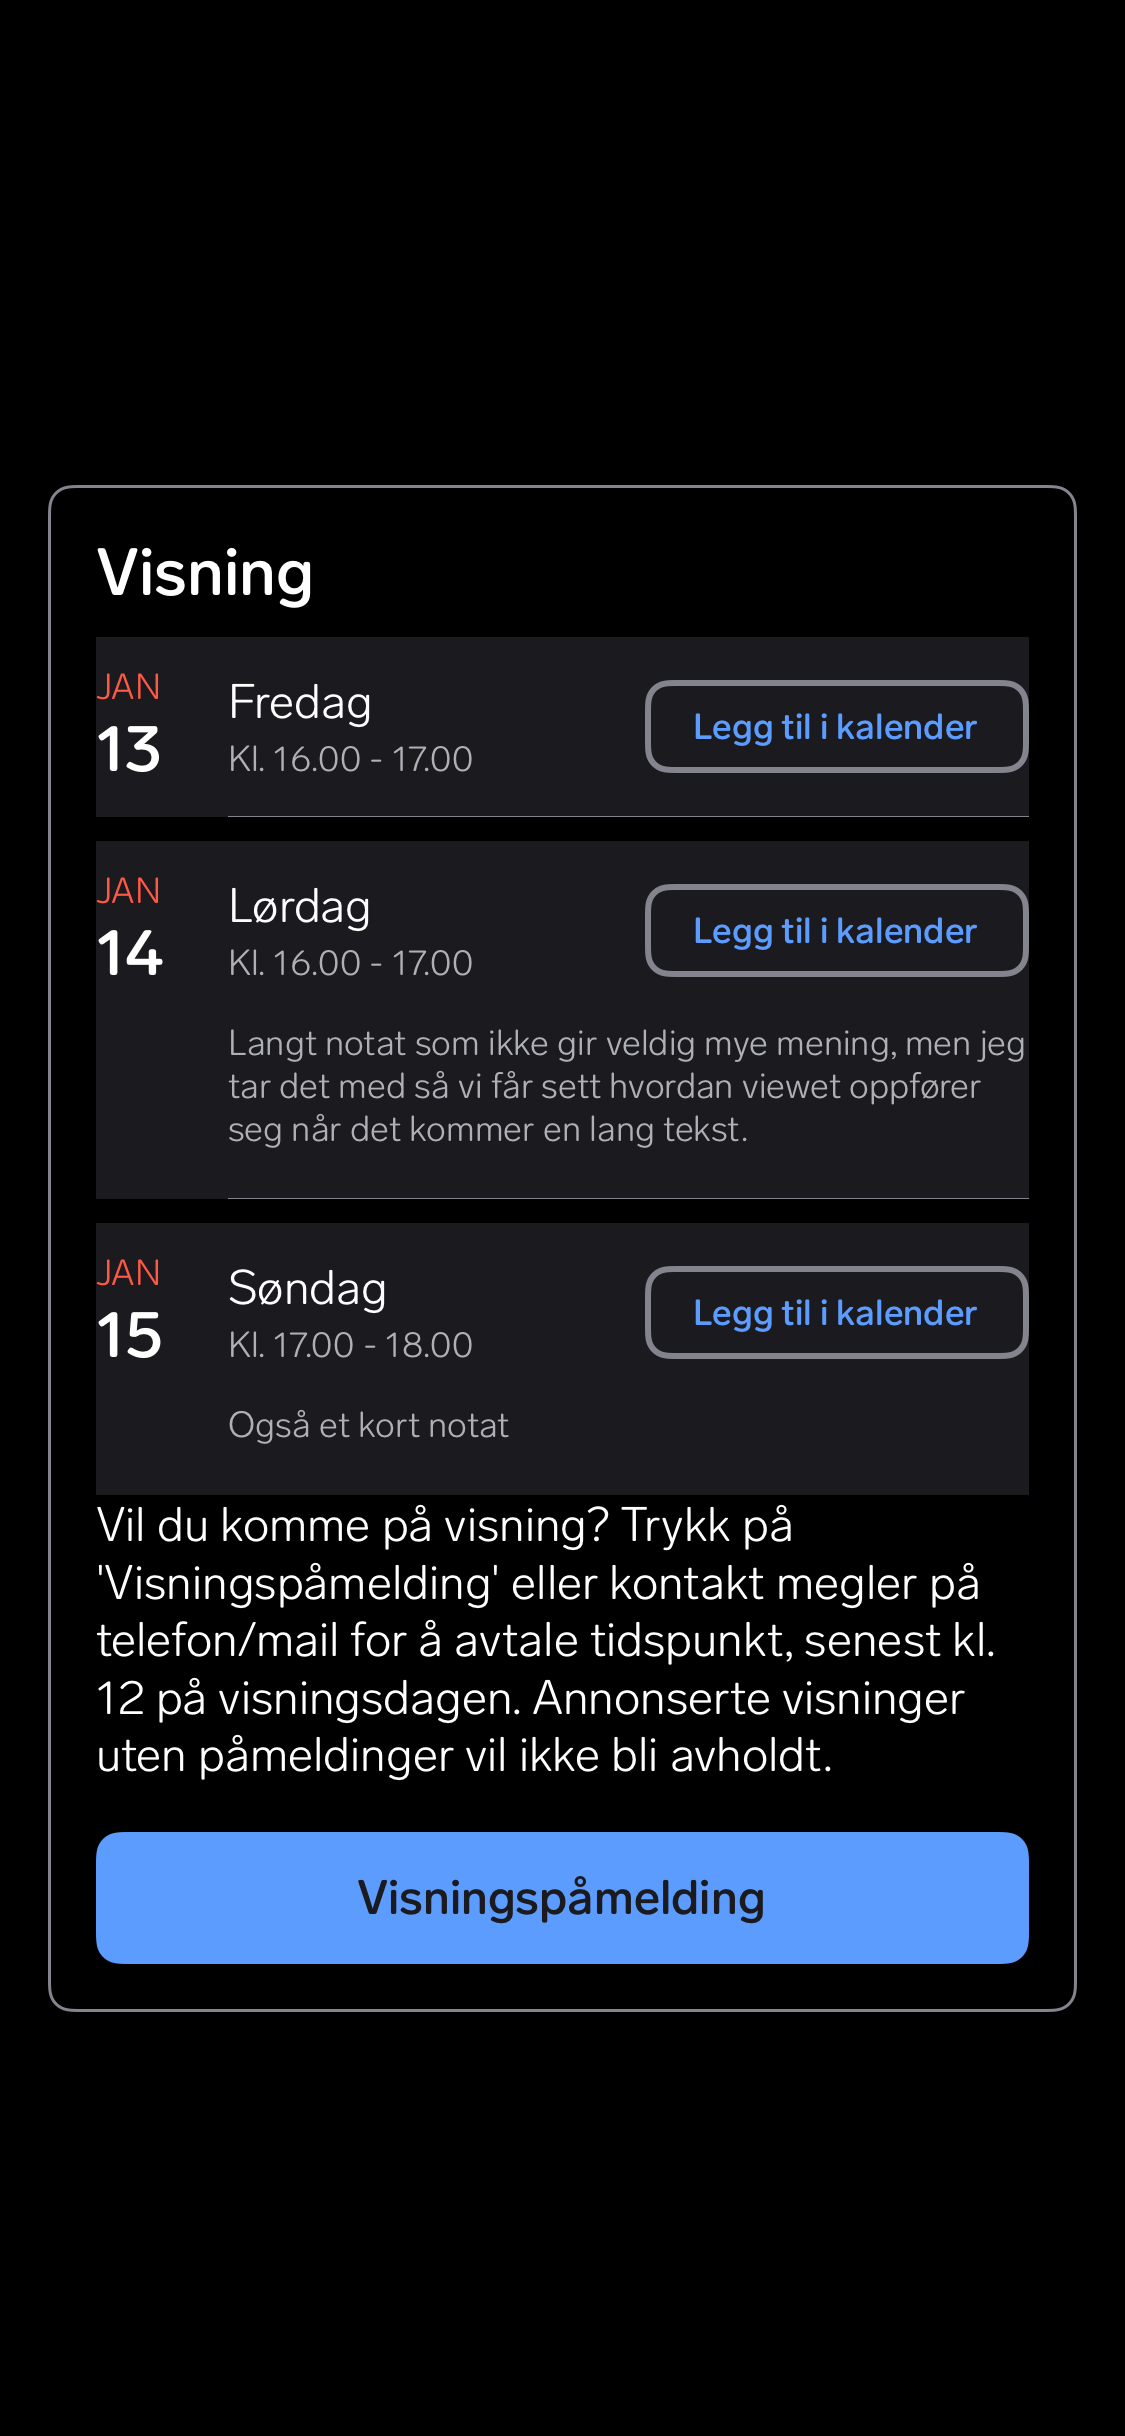 Visning
JAN
13
Fredag
Kl. 16.00 - 17.00
Legg til i kalender
JAN
14
Lørdag
Kl. 16.00 - 17.00
Legg til i kalender
Langt notat som ikke gir veldig mye mening, men jeg
tar det med så vi får sett hvordan viewet oppfører
seg når det kommer en lang tekst.
JAN
15
Søndag
Kl. 17.00 - 18.00
Legg til i kalender
Også et kort notat
Vil du komme på visning? Trykk på
'Visningspåmelding' eller kontakt megler på
telefon/mail for å avtale tidspunkt, senest kl.
12 på visningsdagen. Annonserte visninger
uten påmeldinger vil ikke bli avholdt.
Visningspåmelding